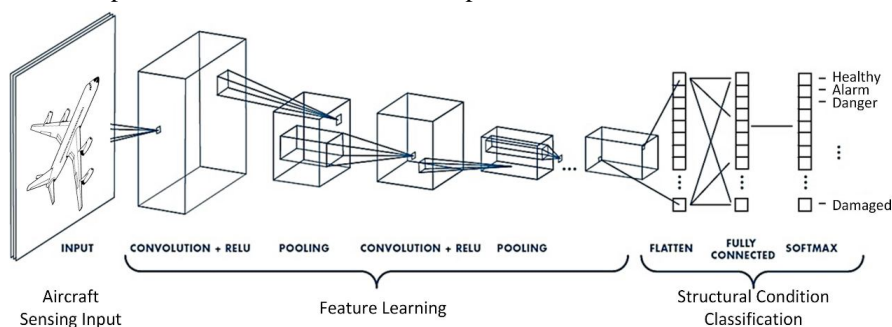 Healthy
Alarm
Danger
Damaged
INPUT
CONVOLUTION + RELU
POOLING
CONVOLUTION + RELU
POOLING
FLATTEN
FULLY
CONNECTED
SOFTMAX
Aircraft
Sensing Input
Feature Learning
Structural Condition
Classification